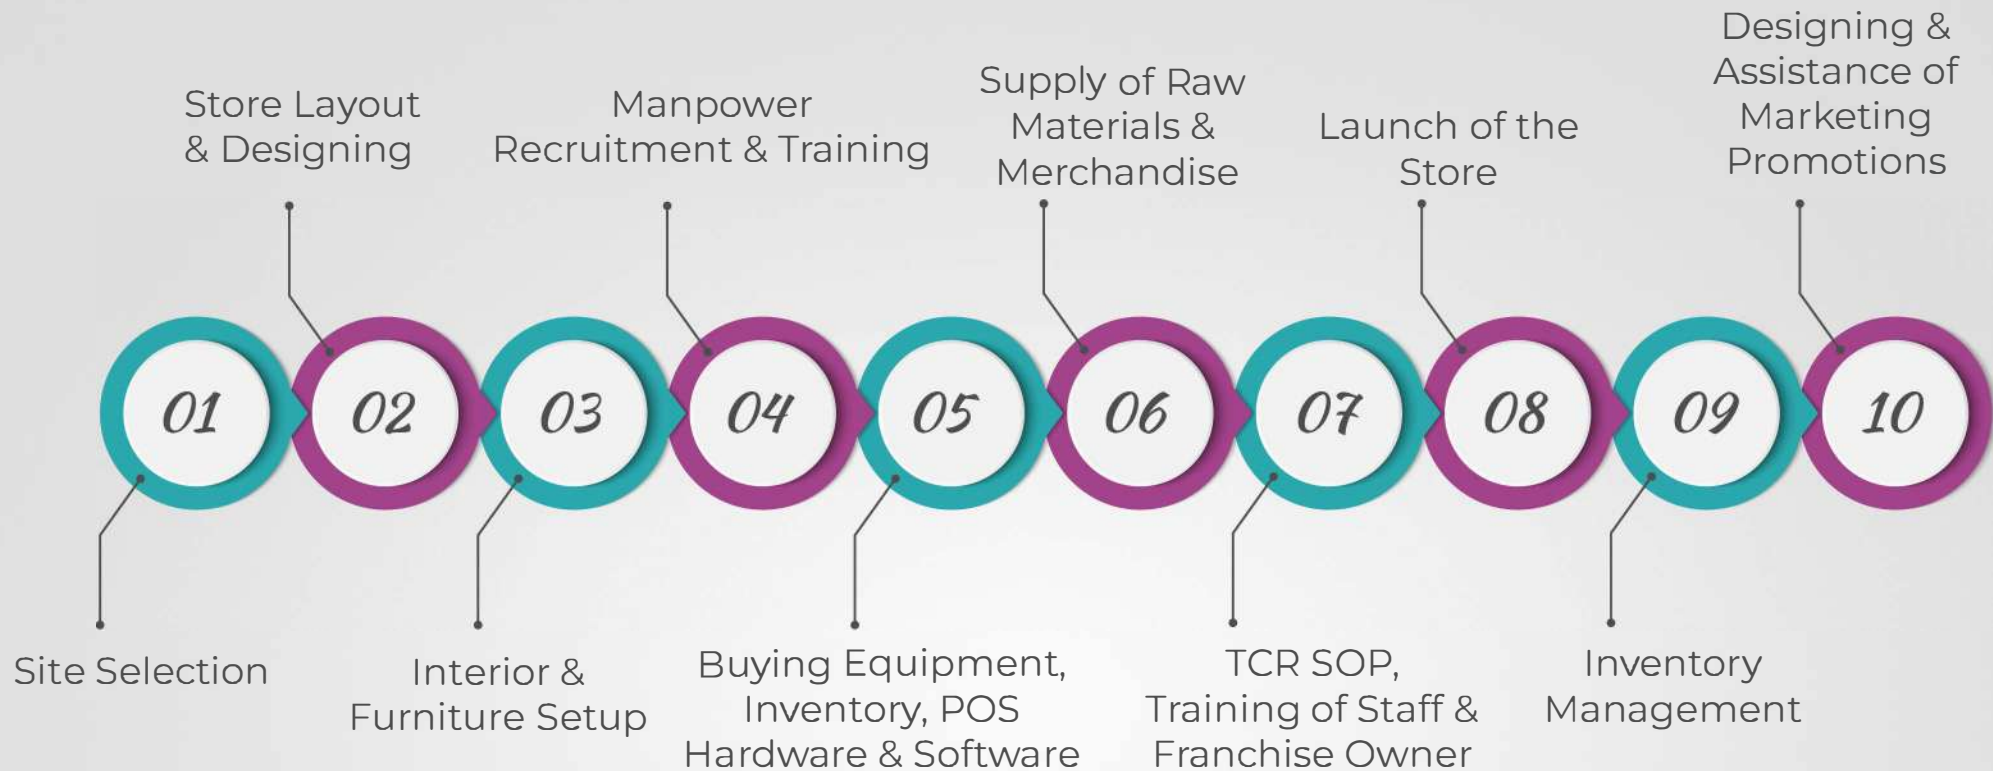 Store Layout
& Designing
Manpower
Recruitment & Training
Supply of Raw
Materials &
Merchandise
Launch of the
Store
Designing &
Assistance of
Marketing
Promotions
01
02
03
04
05
06
07
08
09
10
Site Selection
Interior &
Furniture Setup
Buying Equipment,
Inventory, POS
Hardware & Software
TCR SOP,
Training of Staff &
Franchise Owner
Inventory
Management